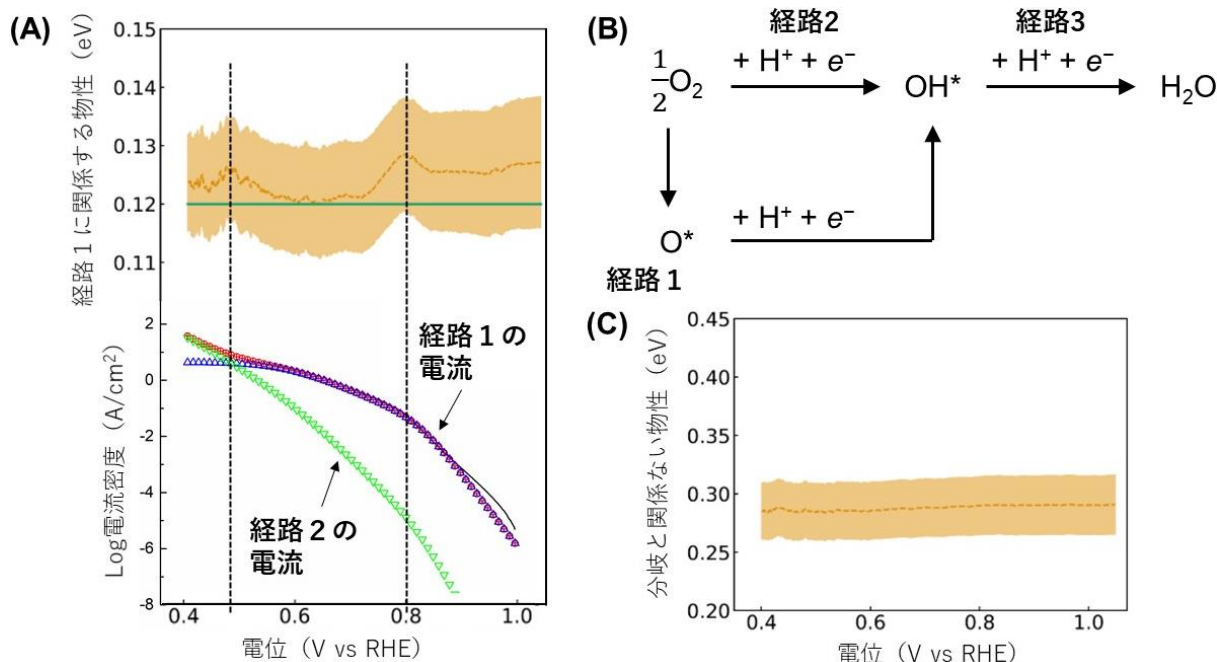 (A)
経路1に関係する物性（eV）
0.15
0.14
0.13
0.12
0.11
Log電流密度（A/cm²）
2
0
-2
-4
-6
-8
経路1の
電流
経路2の
電流
0.4
0.6
0.8
1.0
電位（V vs RHE）
(B)
経路2
経路3
½O₂
+ H⁺ + e⁻
OH*
+ H⁺ + e⁻
H₂O
O*
+ H⁺ + e⁻
経路1
(C)
分岐と関係ない物性（eV）
0.45
0.40
0.35
0.30
0.25
0.20
0.4
0.6
0.8
1.0
電位（V vs RHE）